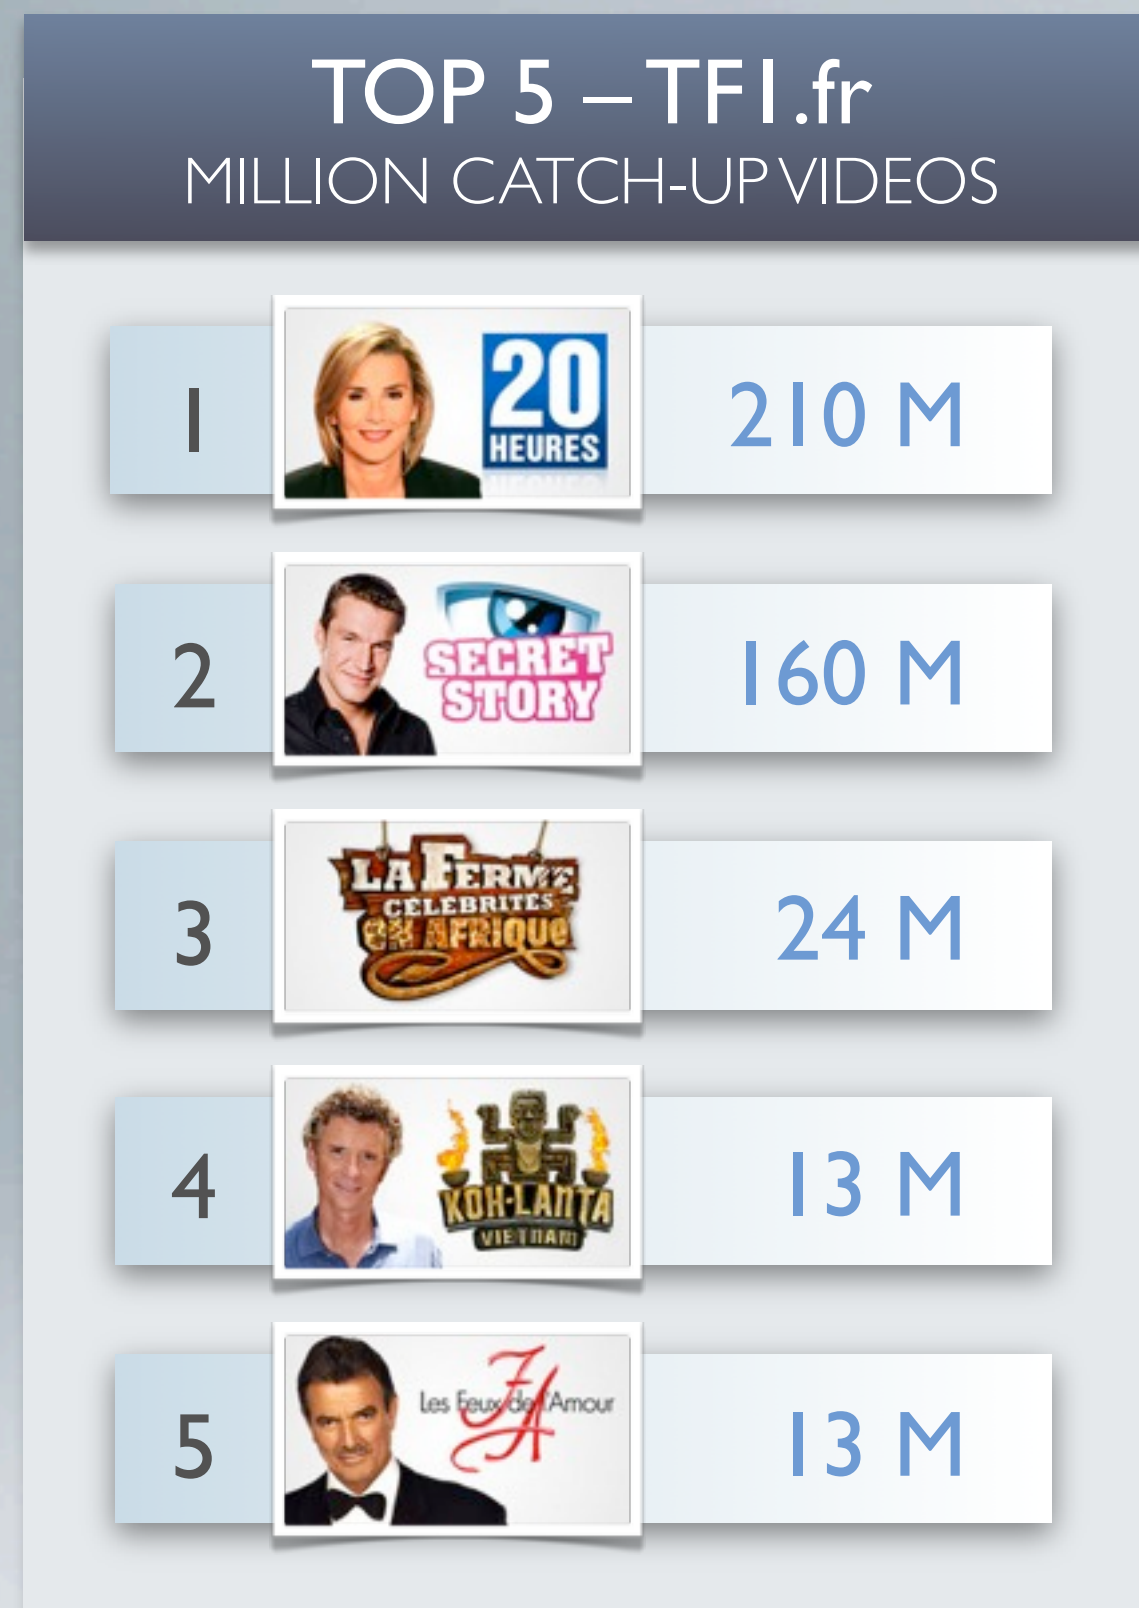 TOP 5 – TF1.fr
MILLION CATCH-UP VIDEOS
1
20
HEURES
210 M
2
SECRET
STORY
160 M
3
LA FERME
CÉLÉBRITÉS
EN AFRIQUE
24 M
4
KOH-LANTA
VIETNAM
13 M
5
Les Feux de l'Amour
FA
13 M